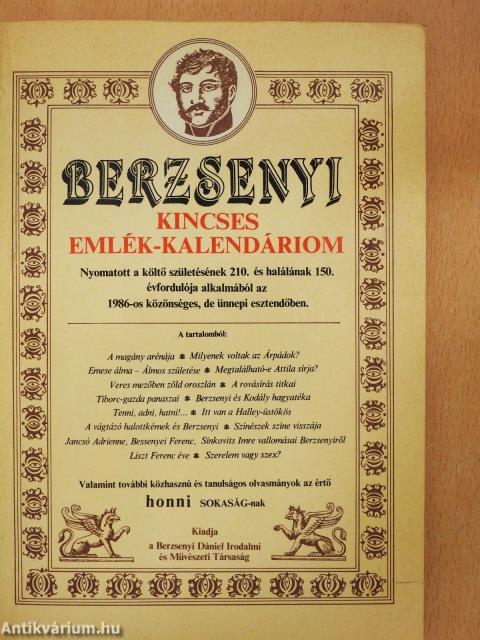 BERZSENYI
KINCSES
EMLÉK-KALENDÁRIOM
Nyomatott a költő születésének 210. és halálának 150.
évfordulója alkalmából az
1986-os közönséges, de ünnepi esztendőben.
A tartalomból:
A magány arénája ✱ Milyenek voltak az Árpádok?
Emese álma – Álmos születése ✱ Megtalálható-e Attila sírja?
Veres mezőben zöld oroszlán ✱ A rovásírás titkai
Tiborc-gazda panaszai ✱ Berzsenyi és Kodály hagyatéka
Tenni, adni, hatni!... ✱ Itt van a Halley-üstökös
A vágtázó halottkémek és Berzsenyi ✱ Színészek színe visszája
Jancsó Adrienne, Bessenyei Ferenc, Sinkovits Imre vallomásai Berzsenyiről
Liszt Ferenc éve ✱ Szerelem vagy szex?
Valamint további közhasznú és tanulságos olvasmányok az értő
honni SOKASÁG-nak
Kiadja
a Berzsenyi Dániel Irodalmi
és Művészeti Társaság
Antikvárium.hu